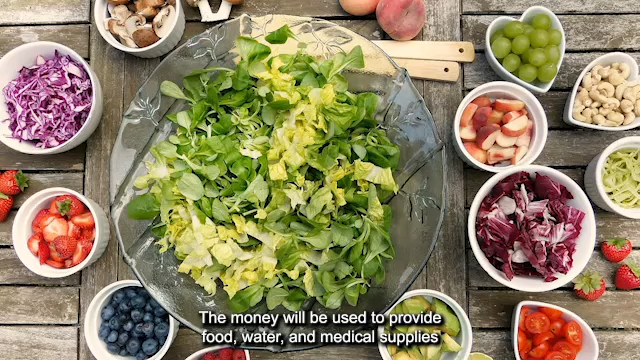 The money will be used to provide
food, water, and medical supplies